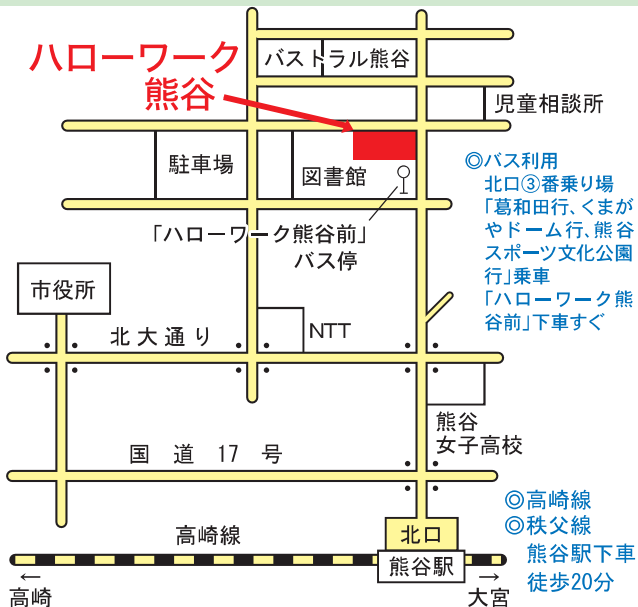 ハローワーク
熊谷
バストラル熊谷
児童相談所
駐車場
図書館
「ハローワーク熊谷前」
バス停
◎バス利用
北口③番乗り場
「葛和田行、くまが
やドーム行、熊谷
スポーツ文化公園
行」乗車
「ハローワーク熊
谷前」下車すぐ
市役所
北大通り
NTT
熊谷
女子高校
国道17号
◎高崎線
◎秩父線
熊谷駅下車
徒歩20分
北口
高崎線
熊谷駅
←
高崎
→
大宮